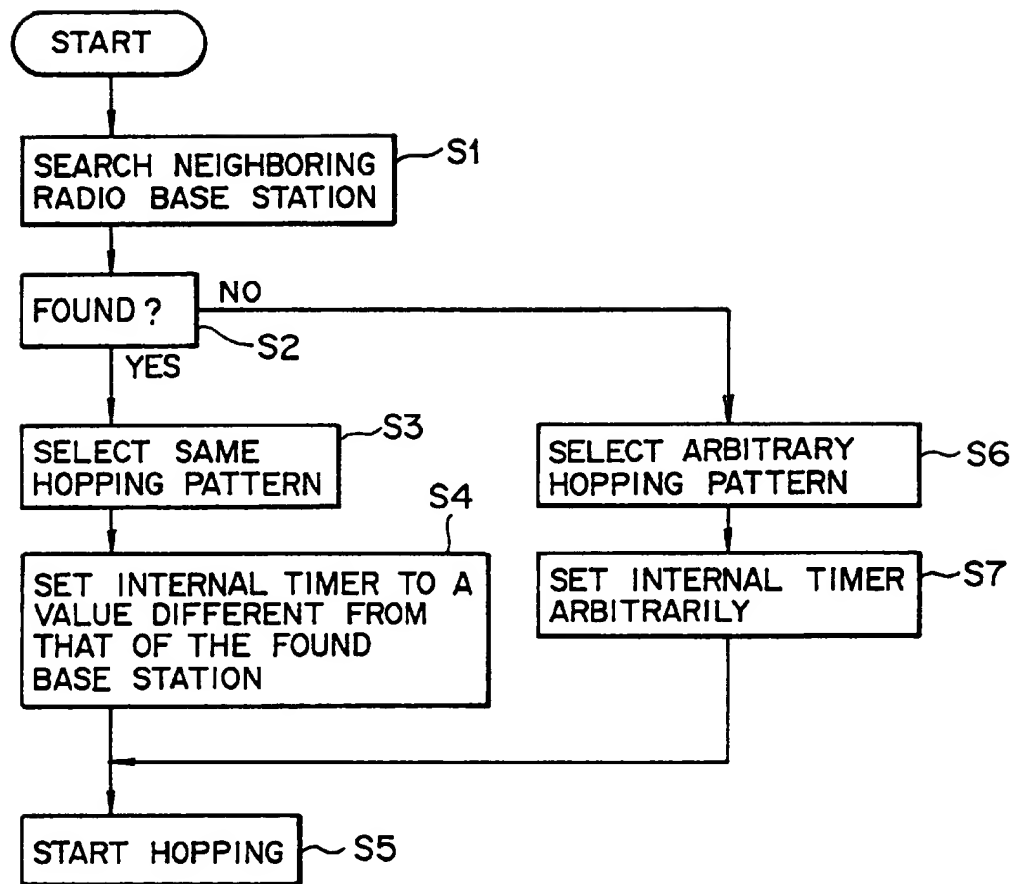 START
SEARCH NEIGHBORING
RADIO BASE STATION
S1
FOUND?
NO
S2
YES
SELECT SAME
HOPPING PATTERN
S3
SELECT ARBITRARY
HOPPING PATTERN
S6
SET INTERNAL TIMER TO A
VALUE DIFFERENT FROM
THAT OF THE FOUND
BASE STATION
S4
SET INTERNAL TIMER
ARBITRARILY
S7
START HOPPING
S5